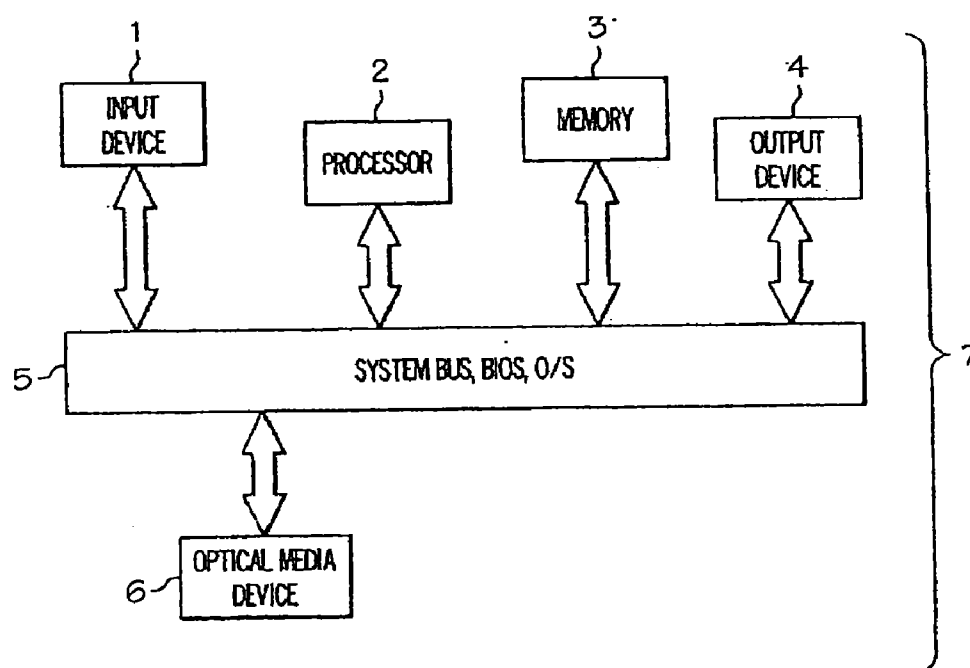 1
INPUT
DEVICE
2
PROCESSOR
3
MEMORY
4
OUTPUT
DEVICE
5
SYSTEM BUS, BIOS, O/S
7
6
OPTICAL MEDIA
DEVICE